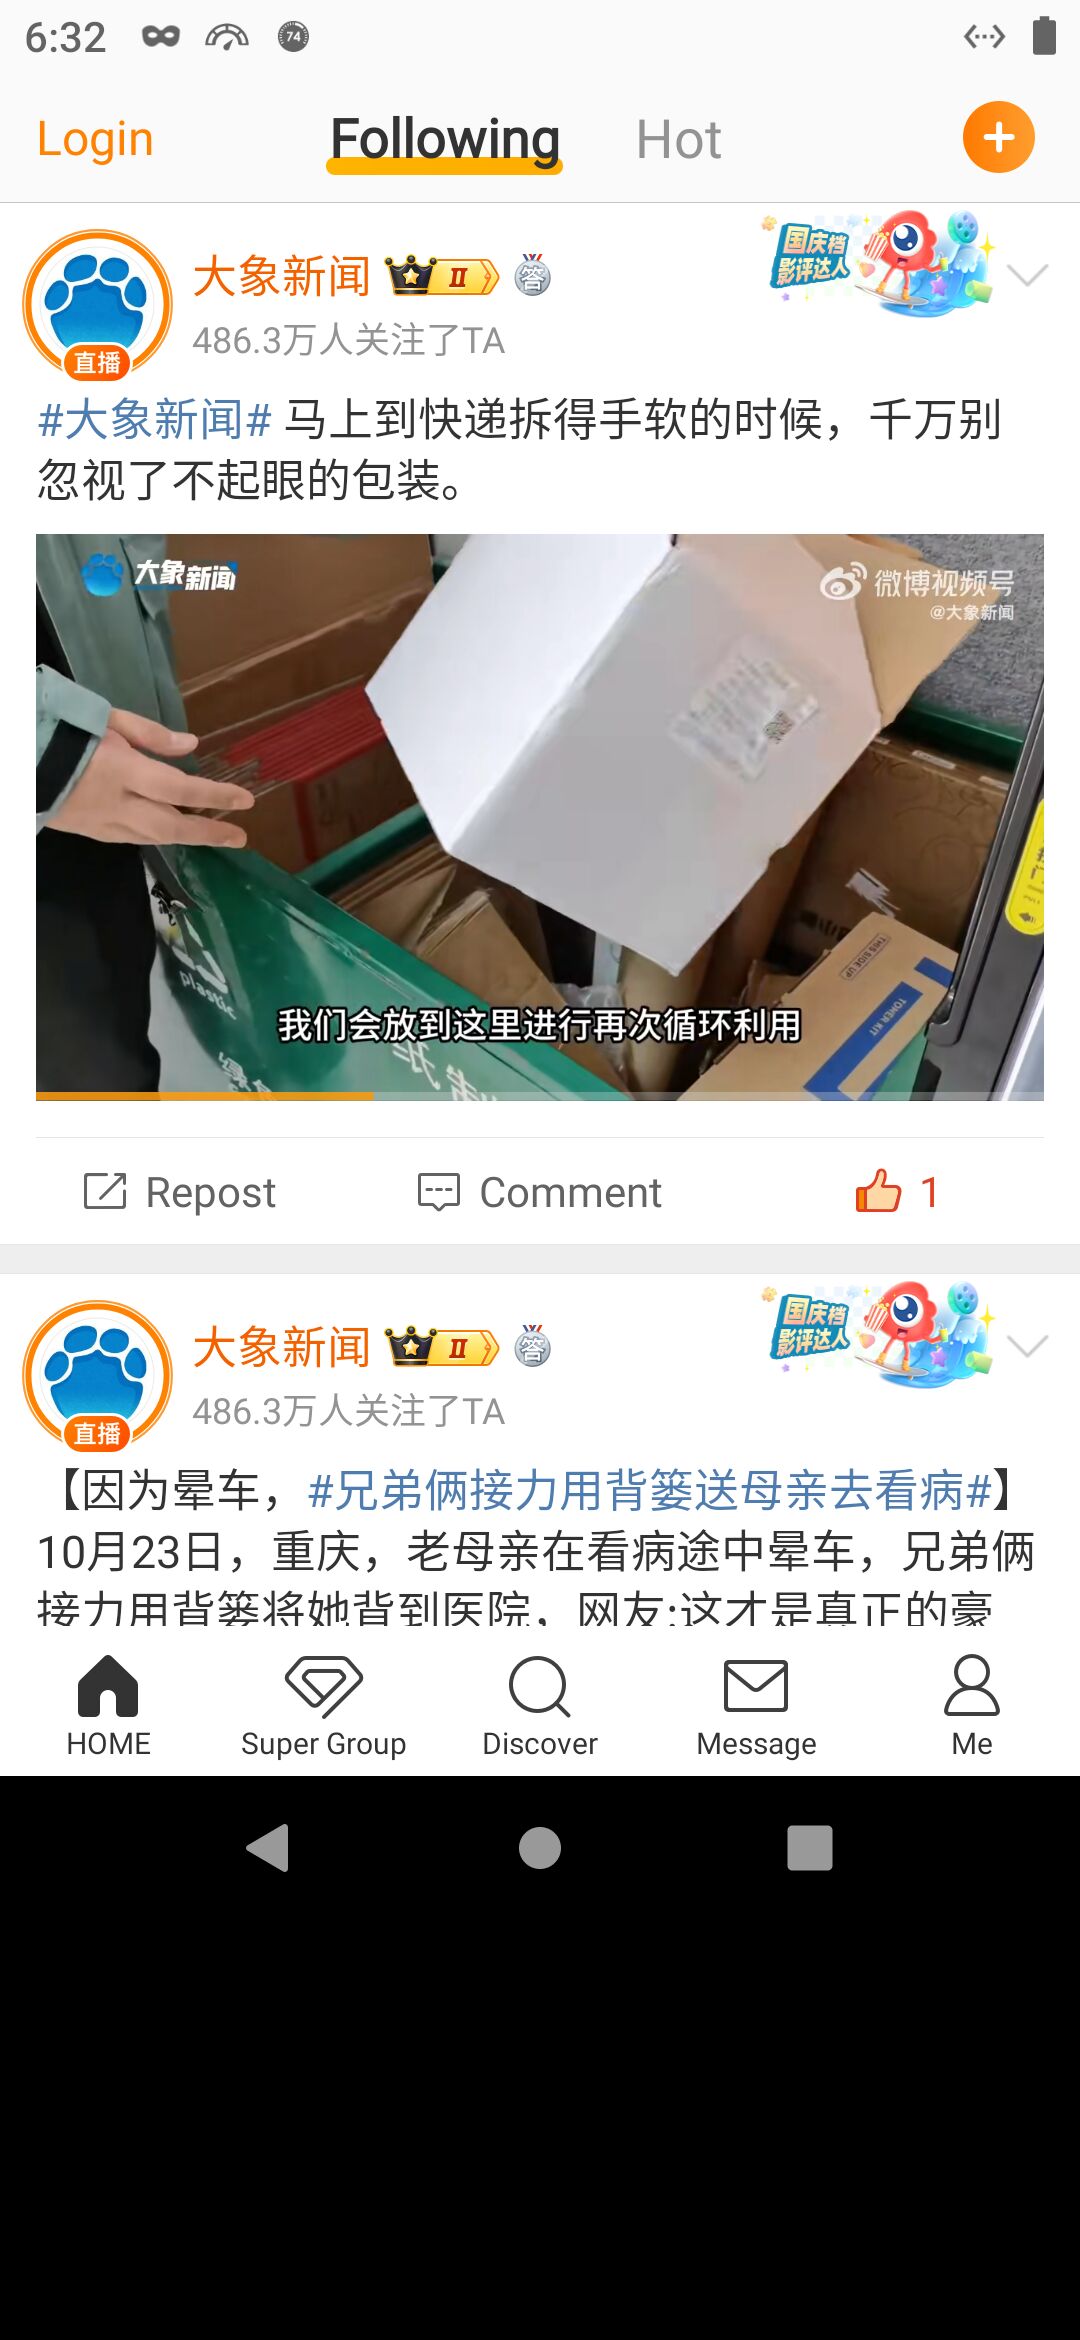 6:32
74
Login
Following
Hot
大象新闻
II
答
国庆档
影评达人
直播
486.3万人关注了TA
#大象新闻# 马上到快递拆得手软的时候，千万别
忽视了不起眼的包装。
大象新闻
微博视频号
@大象新闻
THIS SIDE UP
TONER KIT
plastic
我们会放到这里进行再次循环利用
Repost
Comment
1
大象新闻
II
答
国庆档
影评达人
直播
486.3万人关注了TA
【因为晕车，#兄弟俩接力用背篓送母亲去看病#】
10月23日，重庆，老母亲在看病途中晕车，兄弟俩
接力用背篓将她背到医院，网友:这才是真正的豪
HOME
Super Group
Discover
Message
Me